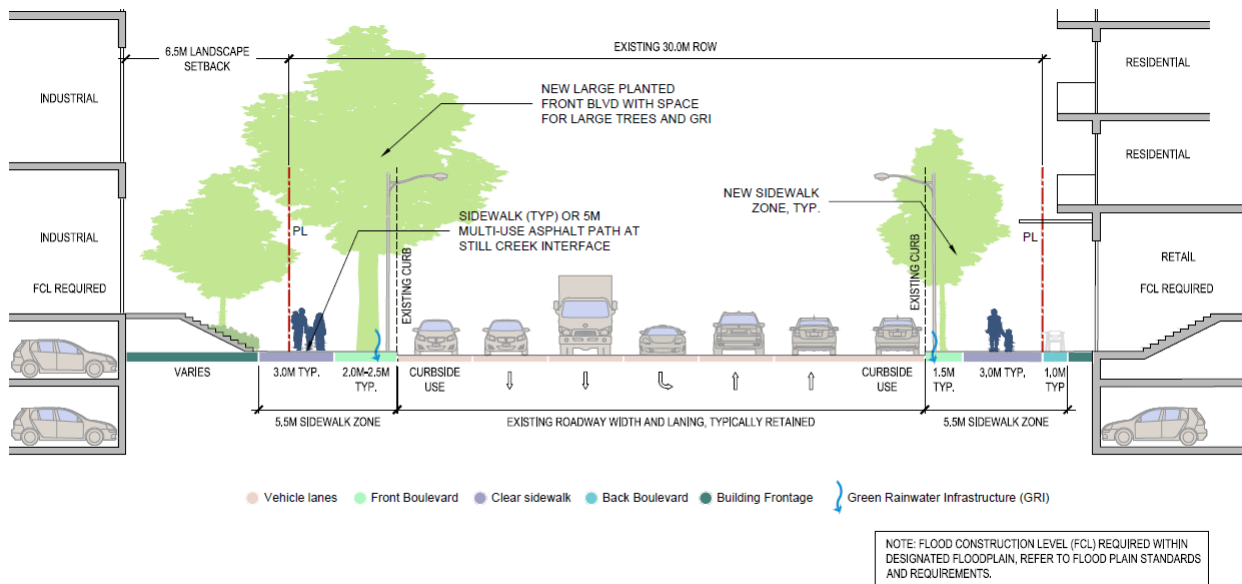 6.5M LANDSCAPE
SETBACK
EXISTING 30.0M ROW
INDUSTRIAL
RESIDENTIAL
NEW LARGE PLANTED
FRONT BLVD WITH SPACE
FOR LARGE TREES AND GRI
RESIDENTIAL
NEW SIDEWALK
ZONE, TYP.
SIDEWALK (TYP) OR 5M
MULTI-USE ASPHALT PATH AT
STILL CREEK INTERFACE
PL
PL
EXISTING CURB
EXISTING CURB
INDUSTRIAL
FCL REQUIRED
RETAIL
FCL REQUIRED
VARIES
3.0M TYP.
2.0M-2.5M
TYP.
CURBSIDE
USE
CURBSIDE
USE
1.5M
TYP.
3,0M TYP.
1,0M
TYP
5,5M SIDEWALK ZONE
EXISTING ROADWAY WIDTH AND LANING, TYPICALLY RETAINED
5,5M SIDEWALK ZONE
Vehicle lanes
Front Boulevard
Clear sidewalk
Back Boulevard
Building Frontage
Green Rainwater Infrastructure (GRI)
NOTE: FLOOD CONSTRUCTION LEVEL (FCL) REQUIRED WITHIN
DESIGNATED FLOODPLAIN, REFER TO FLOOD PLAIN STANDARDS
AND REQUIREMENTS.